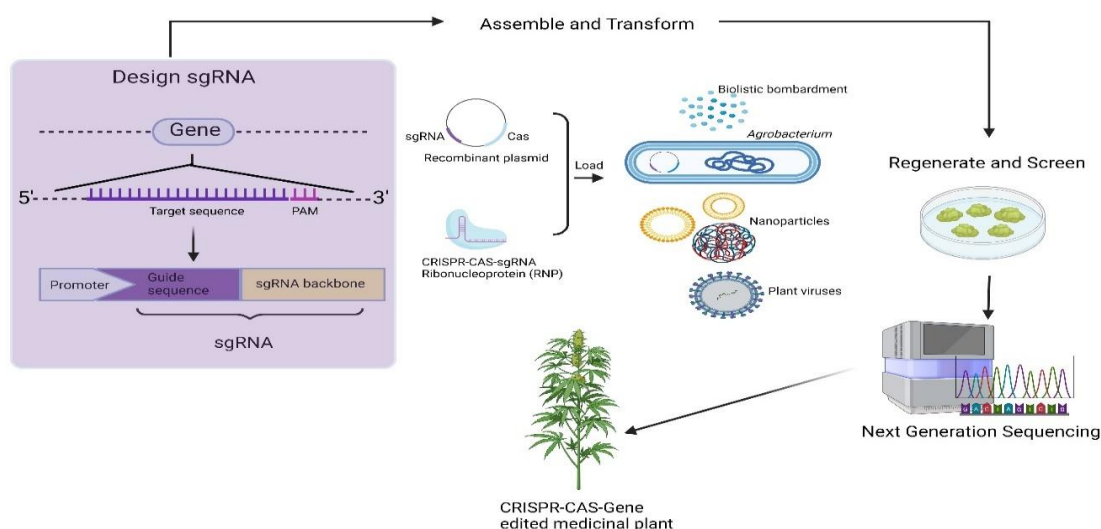 Assemble and Transform
Design sgRNA
Gene
5'
3'
Target sequence
PAM
Promoter
Guide
sequence
sgRNA backbone
sgRNA
sgRNA
Cas
Recombinant plasmid
CRISPR-CAS-sgRNA
Ribonucleoprotein (RNP)
Load
Biolistic bombardment
Agrobacterium
Nanoparticles
Plant viruses
Regenerate and Screen
Next Generation Sequencing
CRISPR-CAS-Gene
edited medicinal plant